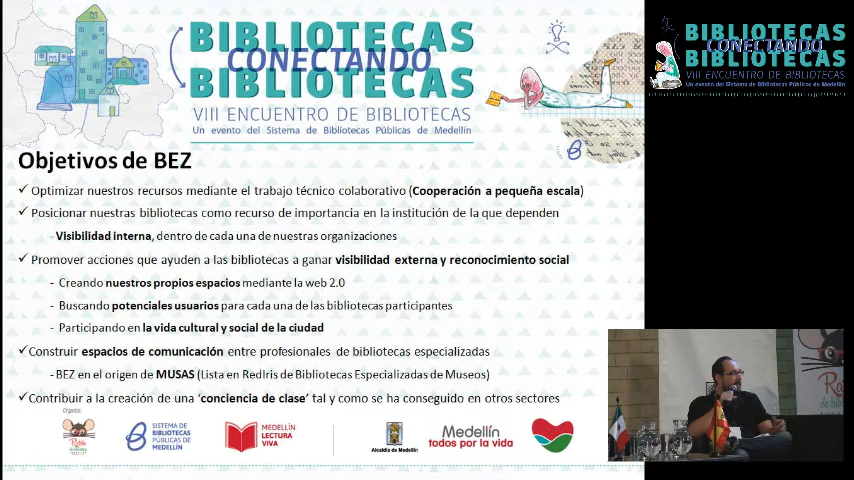 BIBLIOTECAS
CONECTANDO
BIBLIOTECAS
VIII ENCUENTRO DE BIBLIOTECAS
Un evento del Sistema de Bibliotecas Públicas de Medellín
BIBLIOTECAS
CONECTANDO
BIBLIOTECAS
VIII ENCUENTRO DE BIBLIOTECAS
Un evento del Sistema de Bibliotecas Públicas de Medellín
Objetivos de BEZ
✓ Optimizar nuestros recursos mediante el trabajo técnico colaborativo (Cooperación a pequeña escala)
✓ Posicionar nuestras bibliotecas como recurso de importancia en la institución de la que dependen
- Visibilidad interna, dentro de cada una de nuestras organizaciones
✓ Promover acciones que ayuden a las bibliotecas a ganar visibilidad externa y reconocimiento social
- Creando nuestros propios espacios mediante la web 2.0
- Buscando potenciales usuarios para cada una de las bibliotecas participantes
- Participando en la vida cultural y social de la ciudad
✓ Construir espacios de comunicación entre profesionales de bibliotecas especializadas
- BEZ en el origen de MUSAS (Lista en RedIris de Bibliotecas Especializadas de Museos)
✓ Contribuir a la creación de una 'conciencia de clase' tal y como se ha conseguido en otros sectores
Organiza:
SISTEMA DE
BIBLIOTECAS
PÚBLICAS DE
MEDELLÍN
MEDELLÍN
LECTURA
VIVA
Alcaldía de Medellín
Medellín
todos por la vida